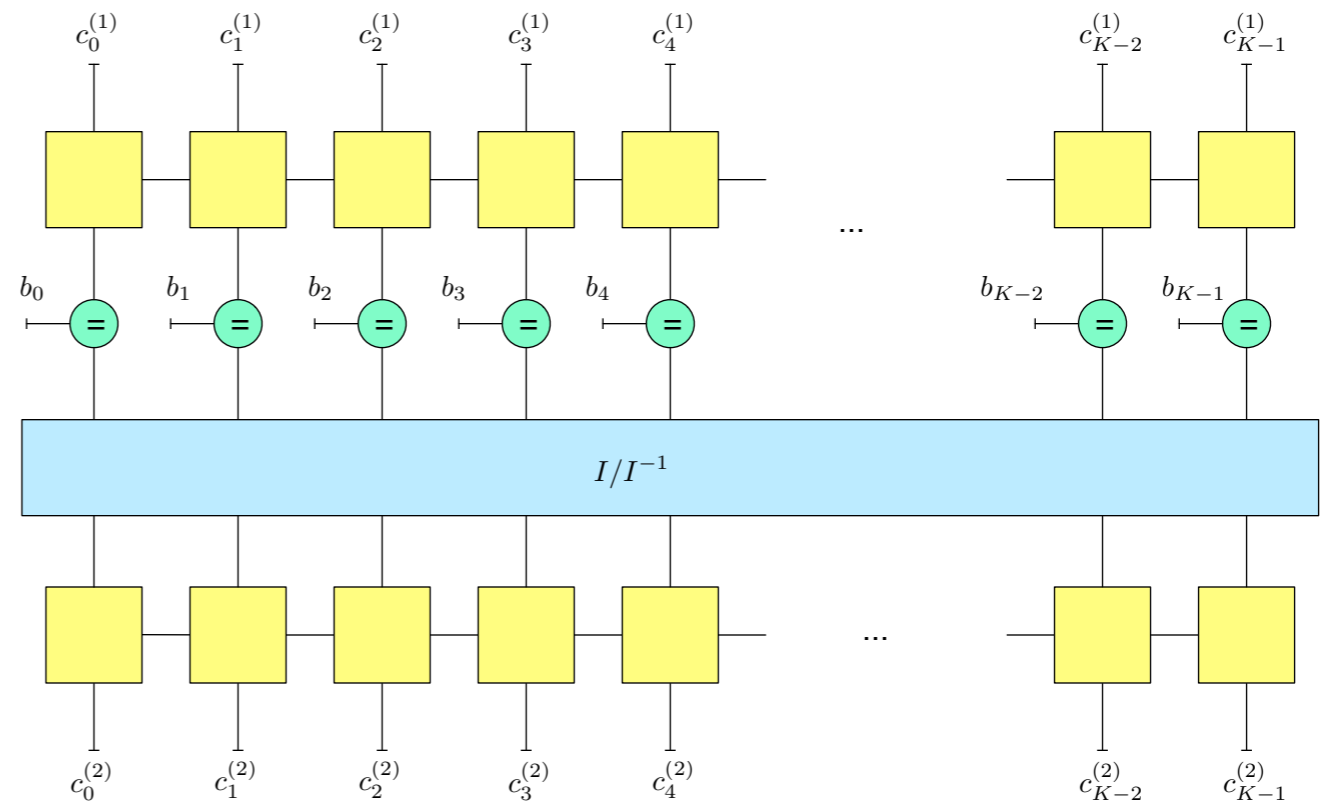 c_0^{(1)} c_1^{(1)} c_2^{(1)} c_3^{(1)} c_4^{(1)} c_{K-2}^{(1)} c_{K-1}^{(1)}
...
b_0 b_1 b_2 b_3 b_4 b_{K-2} b_{K-1}
= = = = = = =
I/I^{-1}
...
c_0^{(2)} c_1^{(2)} c_2^{(2)} c_3^{(2)} c_4^{(2)} c_{K-2}^{(2)} c_{K-1}^{(2)}